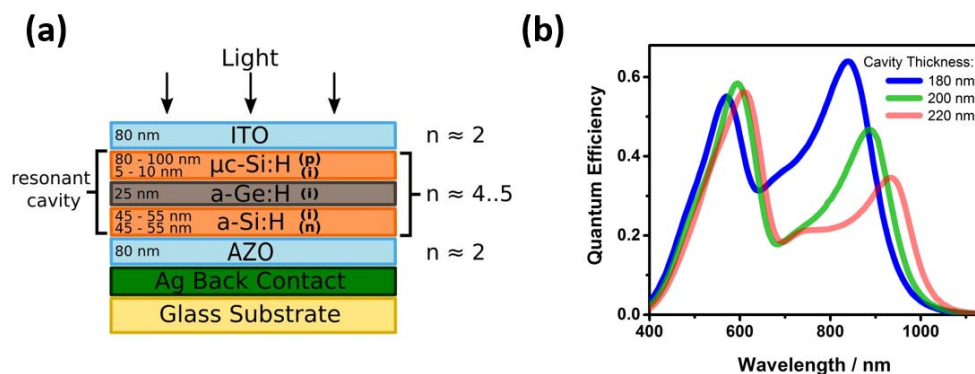 (a)
Light
80 nm ITO n ≈ 2
80 - 100 nm µc-Si:H (p)
5 - 10 nm (i)
resonant cavity
25 nm a-Ge:H (i) n ≈ 4..5
45 - 55 nm a-Si:H (i)
45 - 55 nm (n)
80 nm AZO n ≈ 2
Ag Back Contact
Glass Substrate
(b)
Cavity Thickness:
180 nm
200 nm
220 nm
Quantum Efficiency
0.6
0.4
0.2
0.0
400 600 800 1000
Wavelength / nm